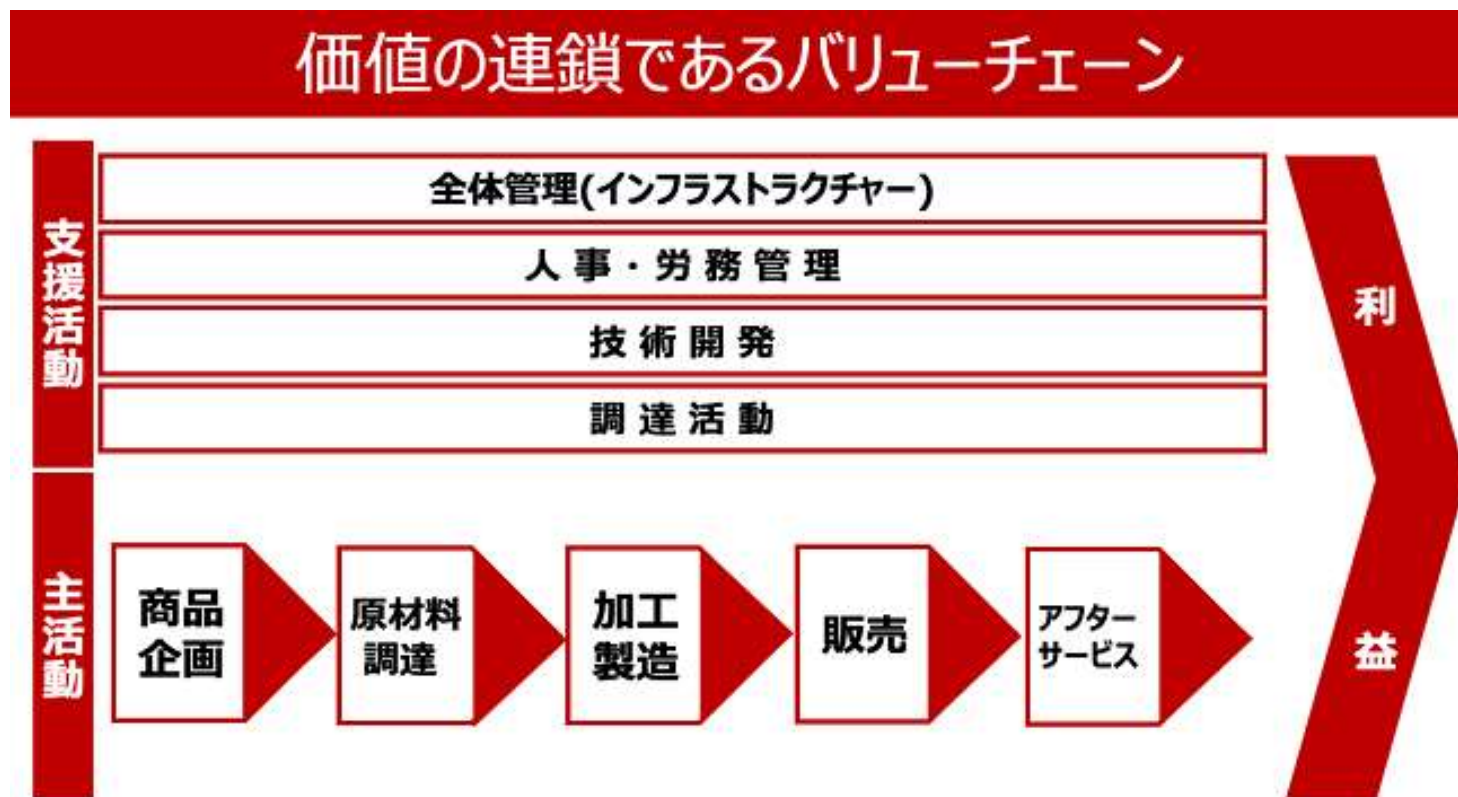 価値の連鎖であるバリューチェーン
支援活動
全体管理(インフラストラクチャー)
人事・労務管理
技術開発
調達活動
主活動
商品
企画
原材料
調達
加工
製造
販売
アフター
サービス
利益